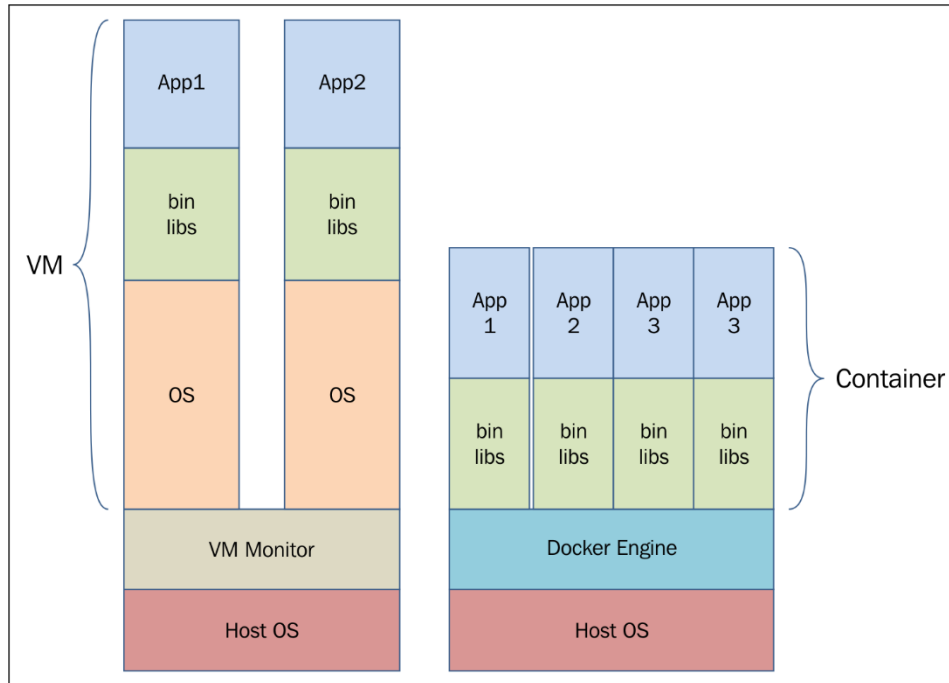 App1
App2
bin
libs
bin
libs
VM
OS
OS
VM Monitor
Host OS
App
1
App
2
App
3
App
3
Container
bin
libs
bin
libs
bin
libs
bin
libs
Docker Engine
Host OS